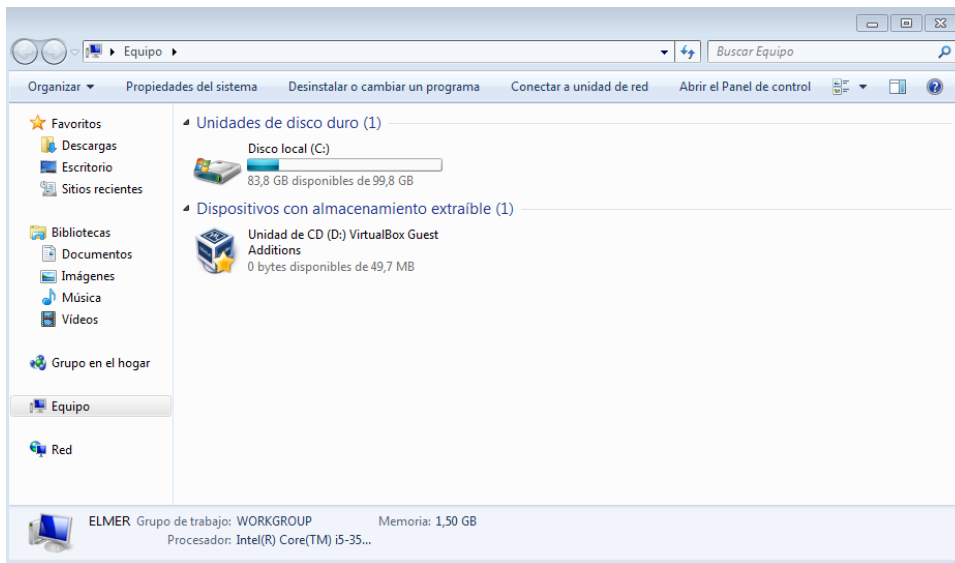 Equipo
Buscar Equipo
Organizar
Propiedades del sistema
Desinstalar o cambiar un programa
Conectar a unidad de red
Abrir el Panel de control
Favoritos
Descargas
Escritorio
Sitios recientes
Bibliotecas
Documentos
Imágenes
Música
Vídeos
Grupo en el hogar
Equipo
Red
Unidades de disco duro (1)
Disco local (C:)
83,8 GB disponibles de 99,8 GB
Dispositivos con almacenamiento extraíble (1)
Unidad de CD (D:) VirtualBox Guest
Additions
0 bytes disponibles de 49,7 MB
ELMER Grupo de trabajo: WORKGROUP Memoria: 1,50 GB
Procesador: Intel(R) Core(TM) i5-35...